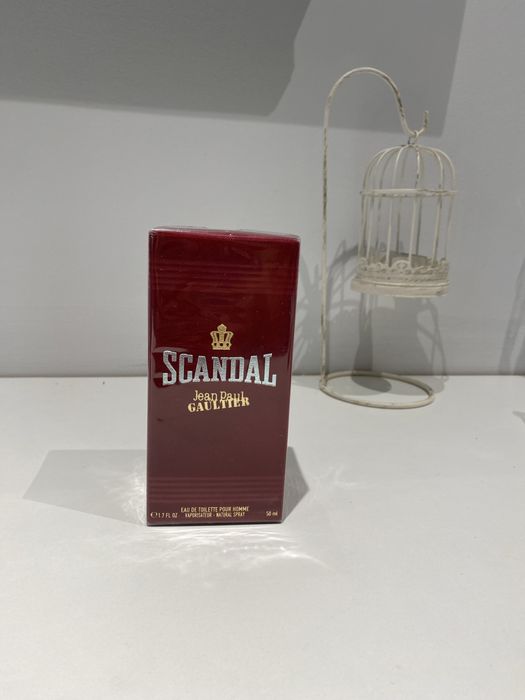 SCANDAL
Jean Paul
GAULTIER
EAU DE TOILETTE POUR HOMME
℮ 1.7 FL OZ VAPORISATEUR - NATURAL SPRAY 50 ml